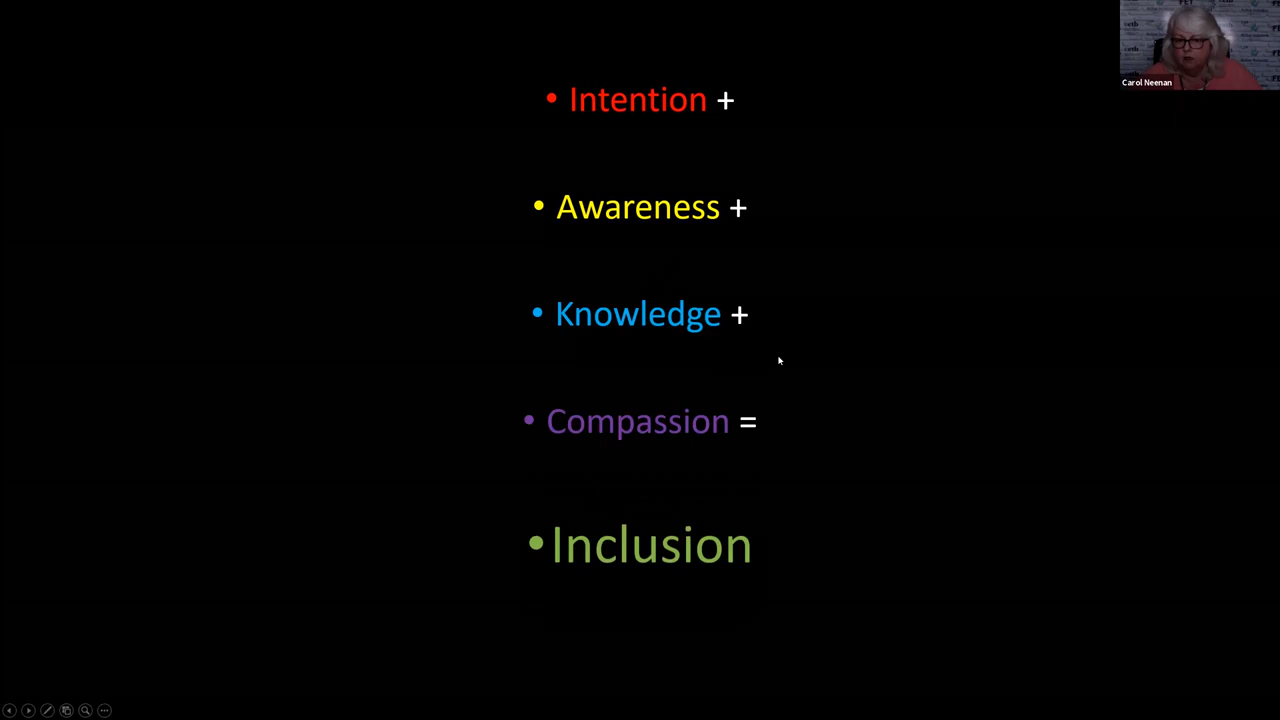 • Intention +
• Awareness +
• Knowledge +
• Compassion =
• Inclusion
Carol Neenan